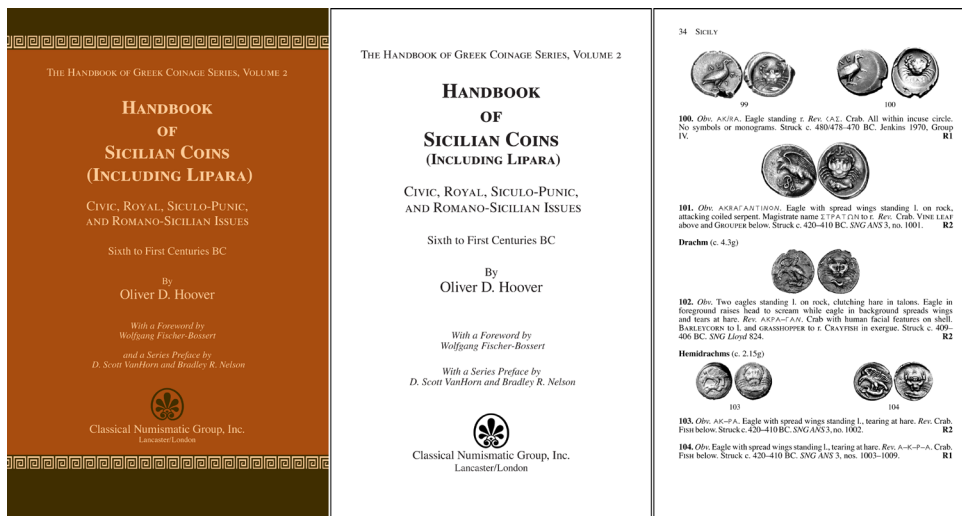 THE HANDBOOK OF GREEK COINAGE SERIES, VOLUME 2
HANDBOOK
OF
SICILIAN COINS
(INCLUDING LIPARA)
CIVIC, ROYAL, SICULO-PUNIC,
AND ROMANO-SICILIAN ISSUES
Sixth to First Centuries BC
By
Oliver D. Hoover
With a Foreword by
Wolfgang Fischer-Bossert
and a Series Preface by
D. Scott VanHorn and Bradley R. Nelson
Classical Numismatic Group, Inc.
Lancaster/London
THE HANDBOOK OF GREEK COINAGE SERIES, VOLUME 2
HANDBOOK
OF
SICILIAN COINS
(INCLUDING LIPARA)
CIVIC, ROYAL, SICULO-PUNIC,
AND ROMANO-SICILIAN ISSUES
Sixth to First Centuries BC
By
Oliver D. Hoover
With a Foreword by
Wolfgang Fischer-Bossert
With a Series Preface by
D. Scott VanHorn and Bradley R. Nelson
Classical Numismatic Group, Inc.
Lancaster/London
34 SICILY
99 100
100. Obv. AK/RA. Eagle standing r. Rev. <ΑΣ. Crab. All within incuse circle.
No symbols or monograms. Struck c. 480/478–470 BC. Jenkins 1970, Group
IV. R1
101. Obv. AKRAΓANTINON. Eagle with spread wings standing l. on rock,
attacking coiled serpent. Magistrate name ΣΤΡΑΤΩΝ to r. Rev. Crab. VINE LEAF
above and GROUPER below. Struck c. 420–410 BC. SNG ANS 3, no. 1001. R2
Drachm (c. 4.3g)
102. Obv. Two eagles standing l. on rock, clutching hare in talons. Eagle in
foreground raises head to scream while eagle in background spreads wings
and tears at hare. Rev. ΑΚΡΑ–ΓΑΝ. Crab with human facial features on shell.
BARLEYCORN to l. and GRASSHOPPER to r. CRAYFISH in exergue. Struck c. 409–
406 BC. SNG Lloyd 824. R2
Hemidrachms (c. 2.15g)
103 104
103. Obv. ΑΚ–ΡΑ. Eagle with spread wings standing l., tearing at hare. Rev. Crab.
FISH below. Struck c. 420–410 BC. SNG ANS 3, no. 1002. R2
104. Obv. Eagle with spread wings standing l., tearing at hare. Rev. Α–Κ–Ρ–Α. Crab.
FISH below. Struck c. 420–410 BC. SNG ANS 3, nos. 1003–1009. R1